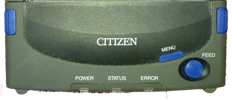 CITIZEN
MENU
FEED
POWER STATUS ERROR